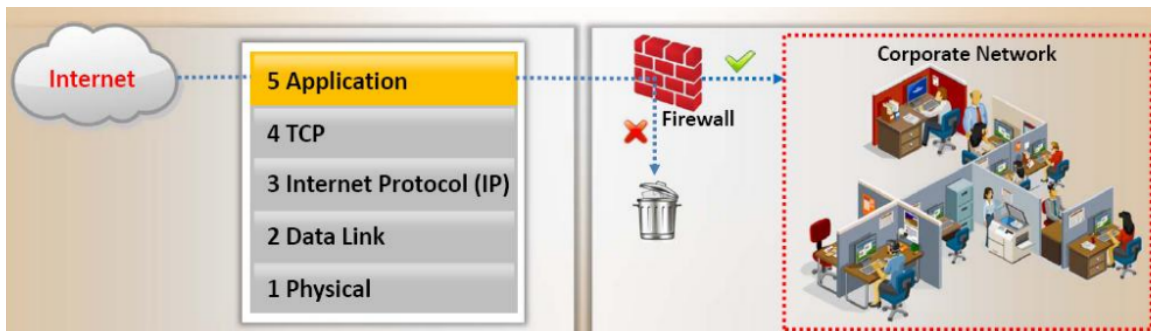 Internet
5 Application
4 TCP
3 Internet Protocol (IP)
2 Data Link
1 Physical
Firewall
Corporate Network